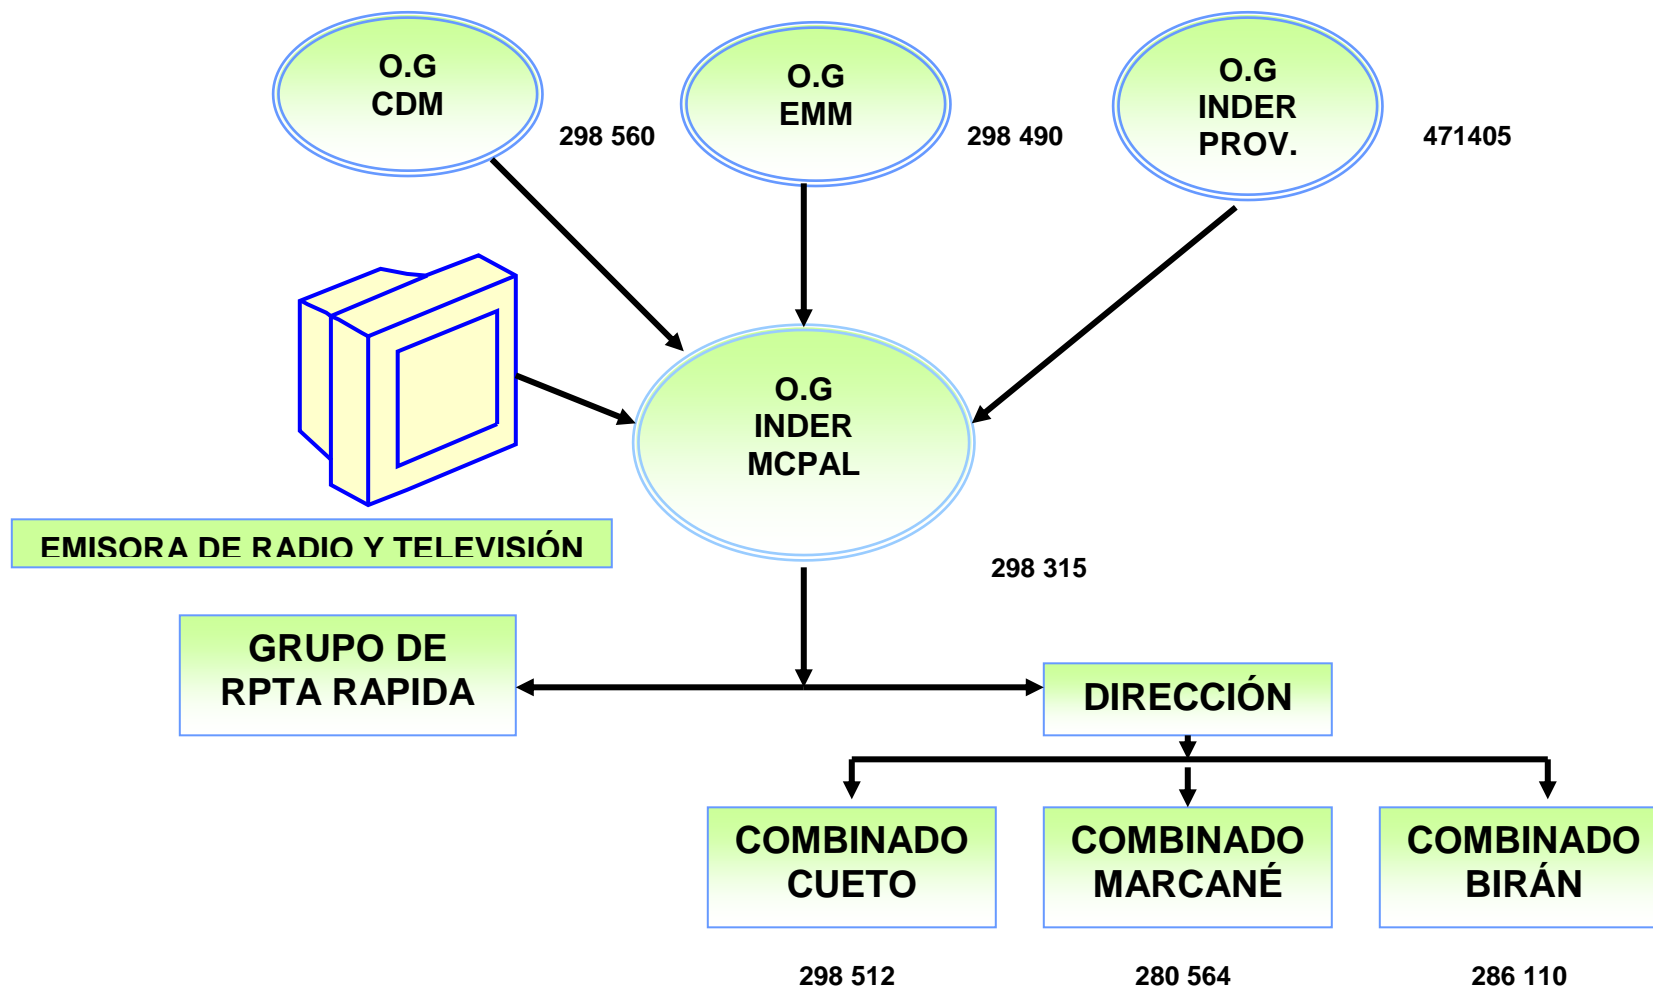 O.G
CDM
298 560
O.G
EMM
298 490
O.G
INDER
PROV.
471405
O.G
INDER
MCPAL
298 315
EMISORA DE RADIO Y TELEVISIÓN
GRUPO DE
RPTA RAPIDA
DIRECCIÓN
COMBINADO
CUETO
COMBINADO
MARCANÉ
COMBINADO
BIRÁN
298 512
280 564
286 110